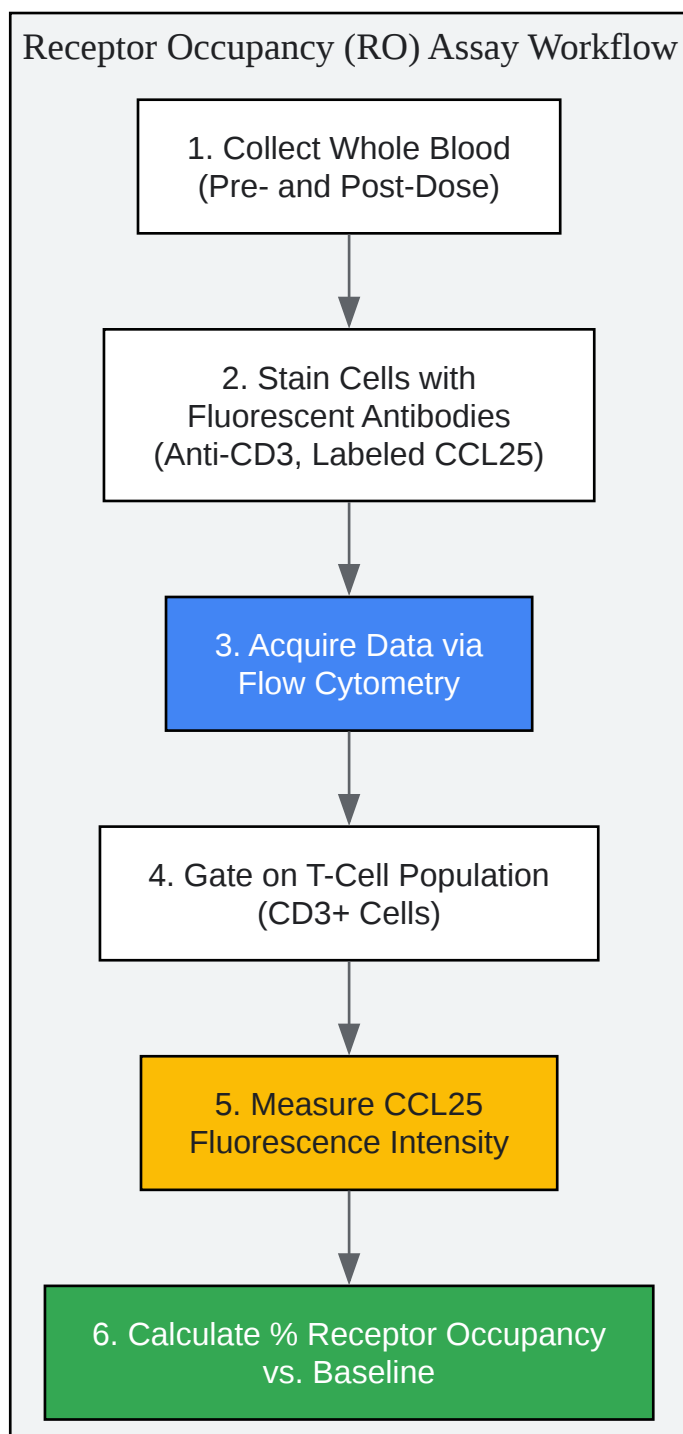 Receptor Occupancy (RO) Assay Workflow
1. Collect Whole Blood
(Pre- and Post-Dose)
2. Stain Cells with
Fluorescent Antibodies
(Anti-CD3, Labeled CCL25)
3. Acquire Data via
Flow Cytometry
4. Gate on T-Cell Population
(CD3+ Cells)
5. Measure CCL25
Fluorescence Intensity
6. Calculate % Receptor Occupancy
vs. Baseline